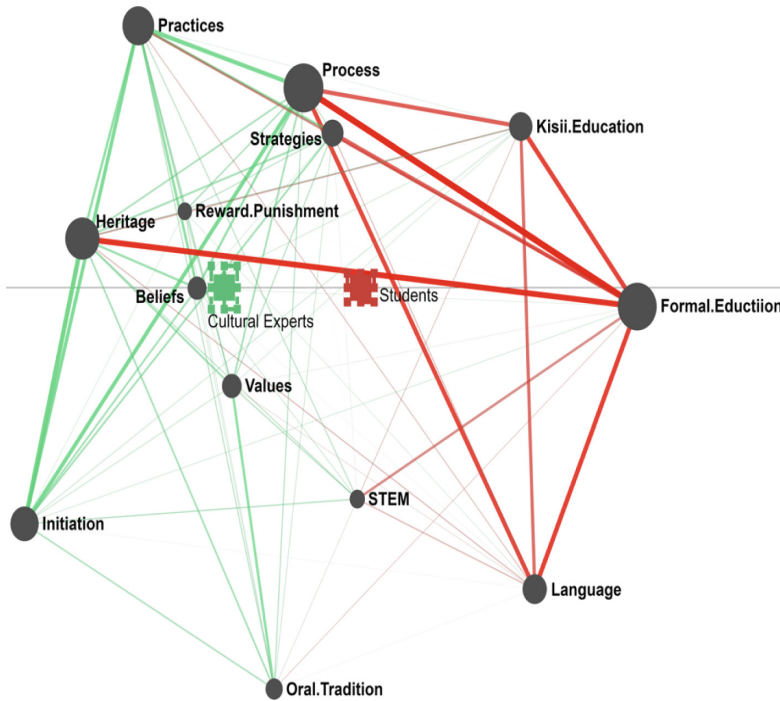 Practices
Process
Kisii.Education
Strategies
Reward.Punishment
Heritage
Beliefs
Students
Formal.Eductiion
Cultural Experts
Values
STEM
Initiation
Language
Oral.Tradition